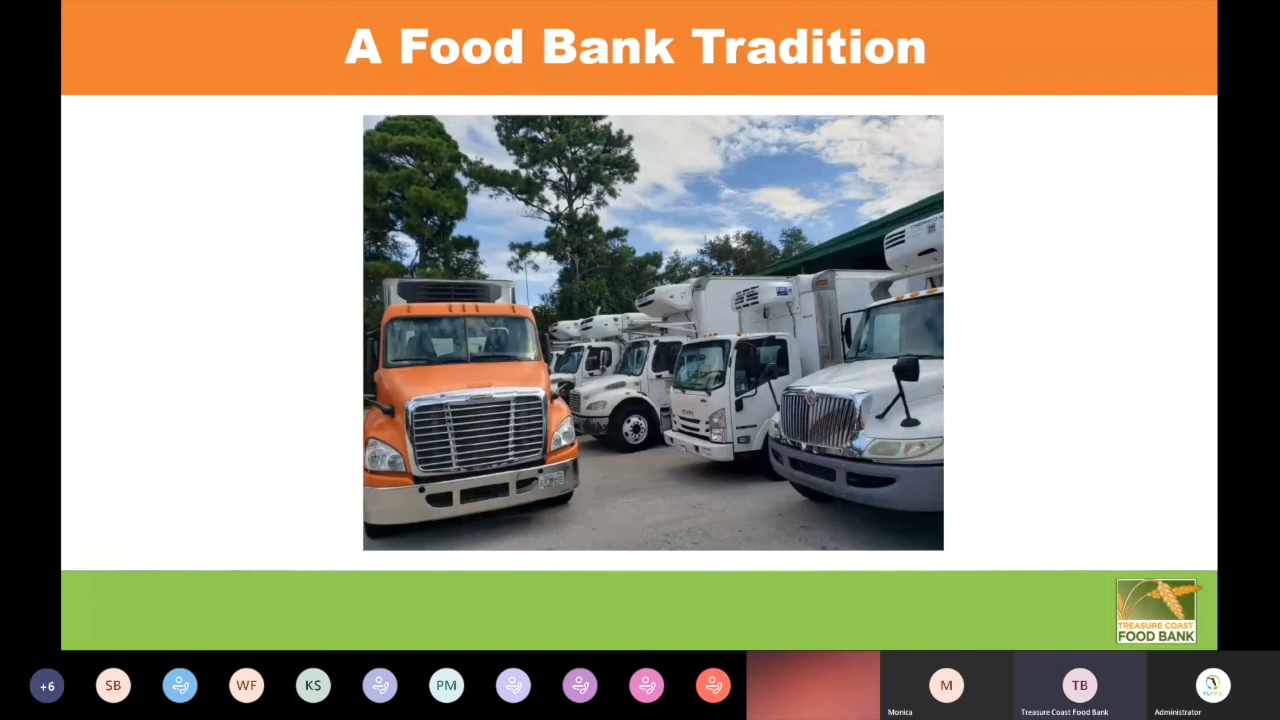 A Food Bank Tradition
TREASURE COAST
FOOD BANK
+6
SB
WF
KS
PM
M
TB
Monica
Treasure Coast Food Bank
Administrator